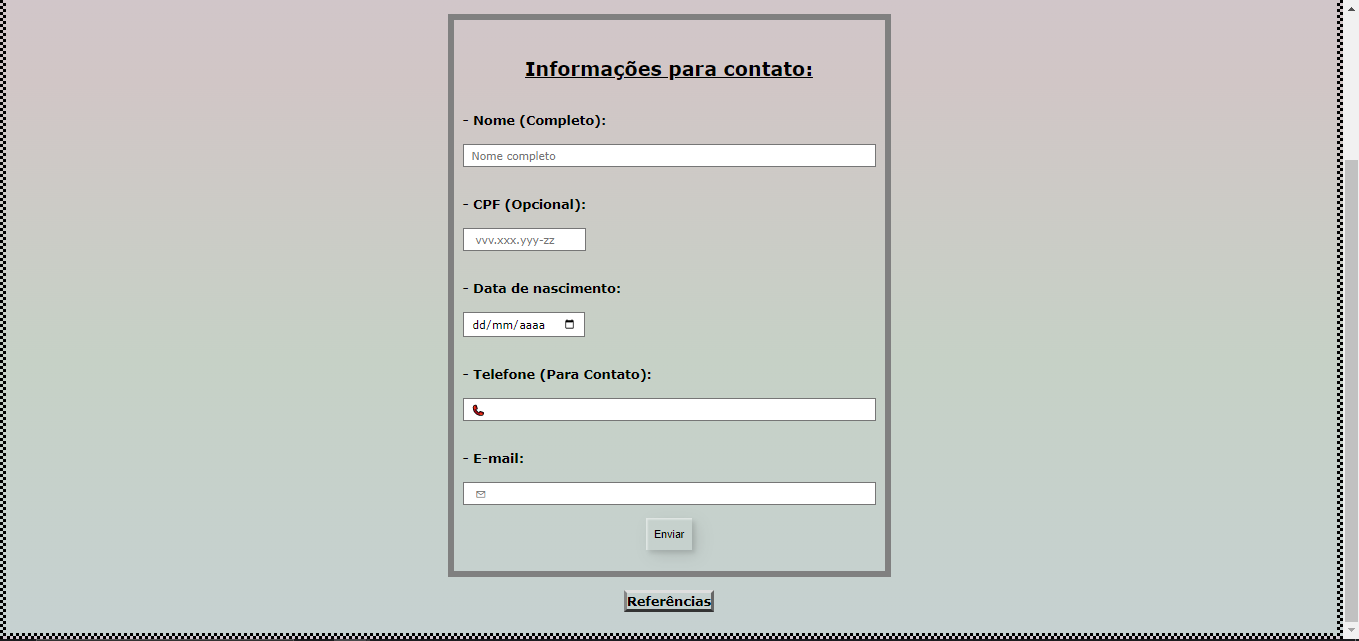 Informações para contato:
- Nome (Completo):
Nome completo
- CPF (Opcional):
vvv.xxx.yyy-zz
- Data de nascimento:
dd/mm/aaaa
- Telefone (Para Contato):
- E-mail:
Enviar
Referências